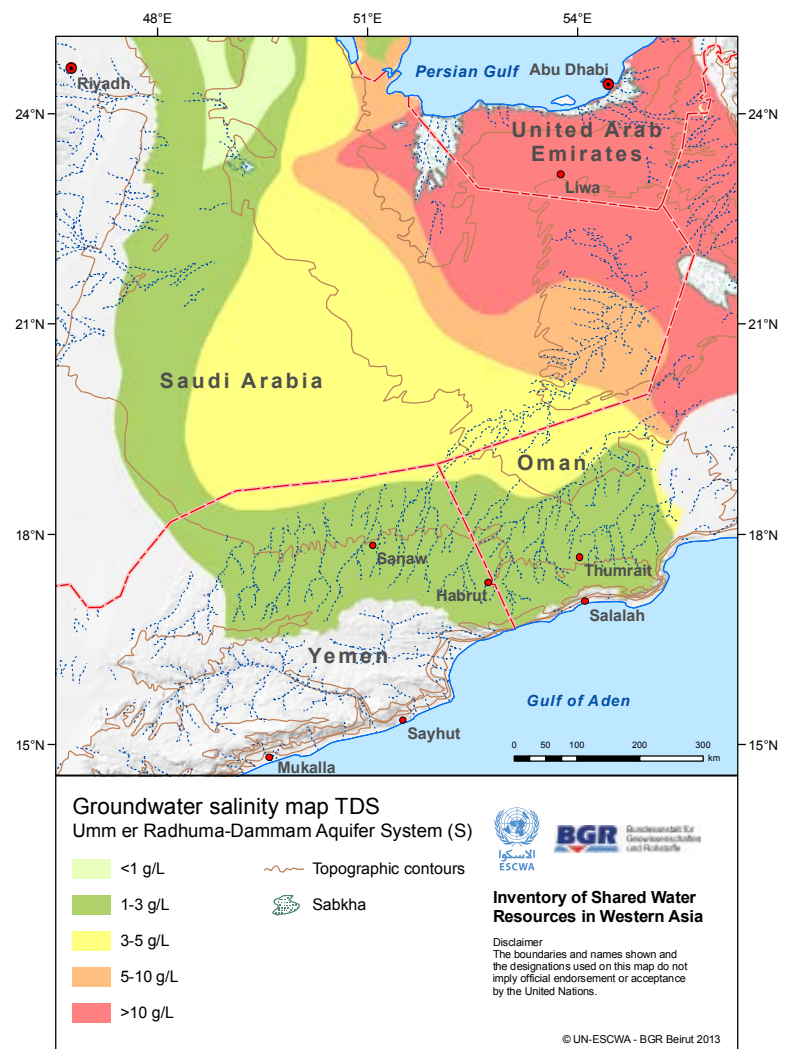 48°E
51°E
54°E
Riyadh
Persian Gulf
Abu Dhabi
24°N
24°N
United Arab
Emirates
Liwa
21°N
21°N
Saudi Arabia
Oman
18°N
18°N
Sanaw
Thumrait
Habrut
Salalah
Yemen
Gulf of Aden
Sayhut
15°N
15°N
0 50 100 200 300
km
Mukalla
Groundwater salinity map TDS
Umm er Radhuma-Dammam Aquifer System (S)
<1 g/L
1-3 g/L
3-5 g/L
5-10 g/L
>10 g/L
Topographic contours
Sabkha
الاسكوا
ESCWA
BGR
Bundesanstalt für
Geowissenschaften
und Rohstoffe
Inventory of Shared Water
Resources in Western Asia
Disclaimer
The boundaries and names shown and
the designations used on this map do not
imply official endorsement or acceptance
by the United Nations.
© UN-ESCWA - BGR Beirut 2013